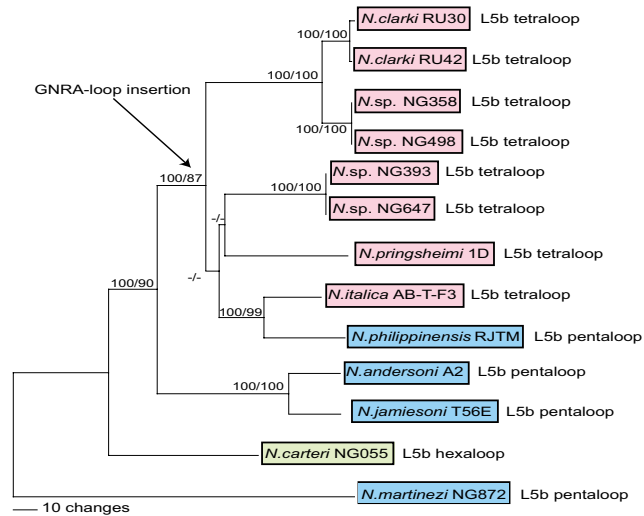 N.clarki RU30 L5b tetraloop
100/100
N.clarki RU42 L5b tetraloop
100/100
GNRA-loop insertion
N.sp. NG358 L5b tetraloop
100/100
N.sp. NG498 L5b tetraloop
N.sp. NG393 L5b tetraloop
100/100
100/87
N.sp. NG647 L5b tetraloop
-/-
N.pringsheimi 1D L5b tetraloop
-/-
100/90
N.italica AB-T-F3 L5b tetraloop
100/99
N.philippinensis RJTM L5b pentaloop
N.andersoni A2 L5b pentaloop
100/100
N.jamiesoni T56E L5b pentaloop
N.carteri NG055 L5b hexaloop
N.martinezi NG872 L5b pentaloop
10 changes